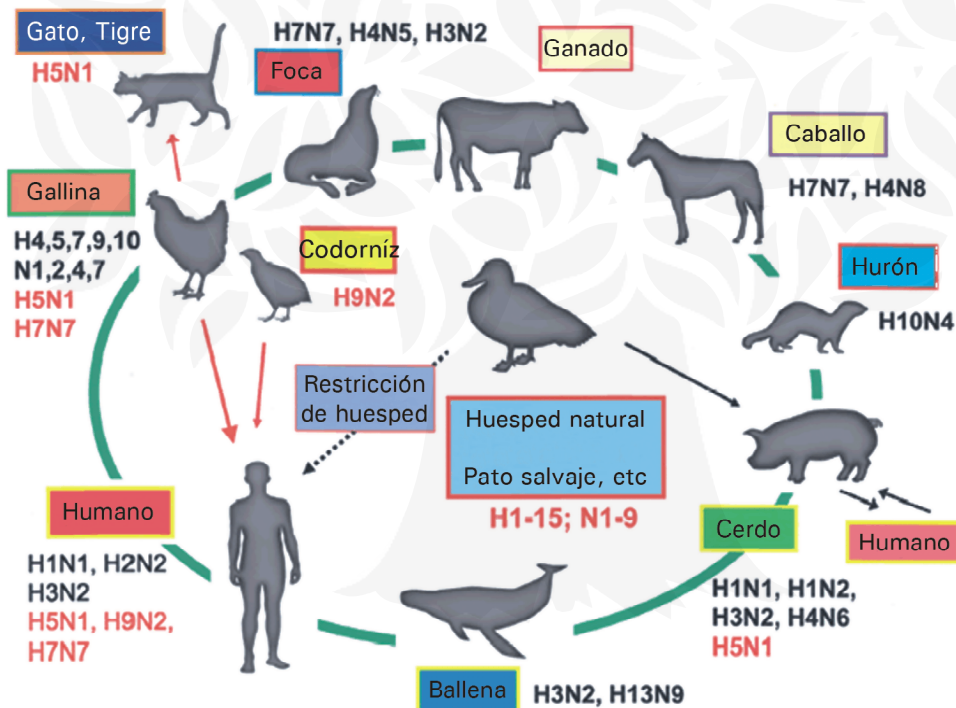 Gato, Tigre
H5N1
H7N7, H4N5, H3N2
Foca
Ganado
Caballo
H7N7, H4N8
Gallina
H4,5,7,9,10
N1,2,4,7
H5N1
H7N7
Codorníz
H9N2
Hurón
H10N4
Restricción
de huesped
Huesped natural
Pato salvaje, etc
H1-15; N1-9
Humano
H1N1, H2N2
H3N2
H5N1, H9N2,
H7N7
Cerdo
H1N1, H1N2,
H3N2, H4N6
H5N1
Humano
Ballena
H3N2, H13N9